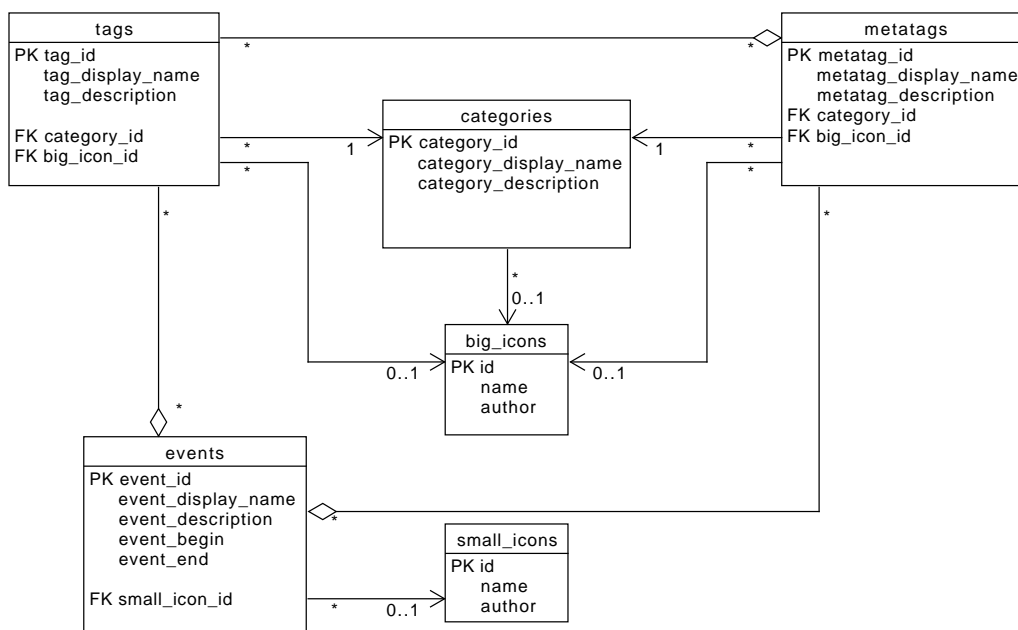 tags
PK tag_id
tag_display_name
tag_description
FK category_id
FK big_icon_id
*
*
metatags
PK metatag_id
metatag_display_name
metatag_description
FK category_id
FK big_icon_id
categories
PK category_id
category_display_name
category_description
*
1
1
*
*
*
*
*
*
0..1
big_icons
PK id
name
author
0..1
0..1
*
events
PK event_id
event_display_name
event_description
event_begin
event_end
FK small_icon_id
*
small_icons
PK id
name
author
*
0..1